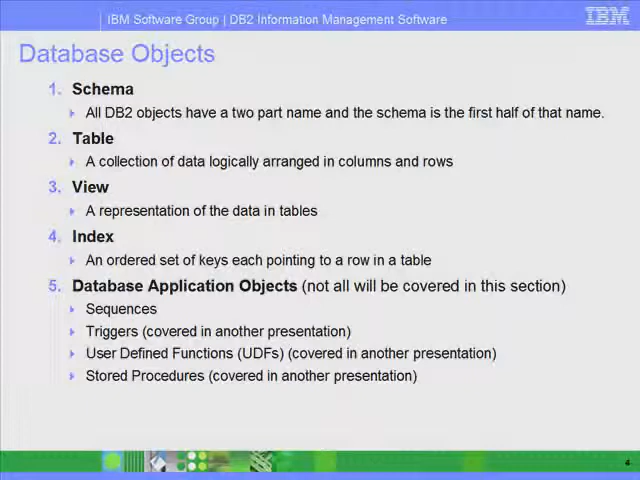 IBM Software Group | DB2 Information Management Software
IBM
Database Objects
1. Schema
All DB2 objects have a two part name and the schema is the first half of that name.
2. Table
A collection of data logically arranged in columns and rows
3. View
A representation of the data in tables
4. Index
An ordered set of keys each pointing to a row in a table
5. Database Application Objects (not all will be covered in this section)
Sequences
Triggers (covered in another presentation)
User Defined Functions (UDFs) (covered in another presentation)
Stored Procedures (covered in another presentation)
4